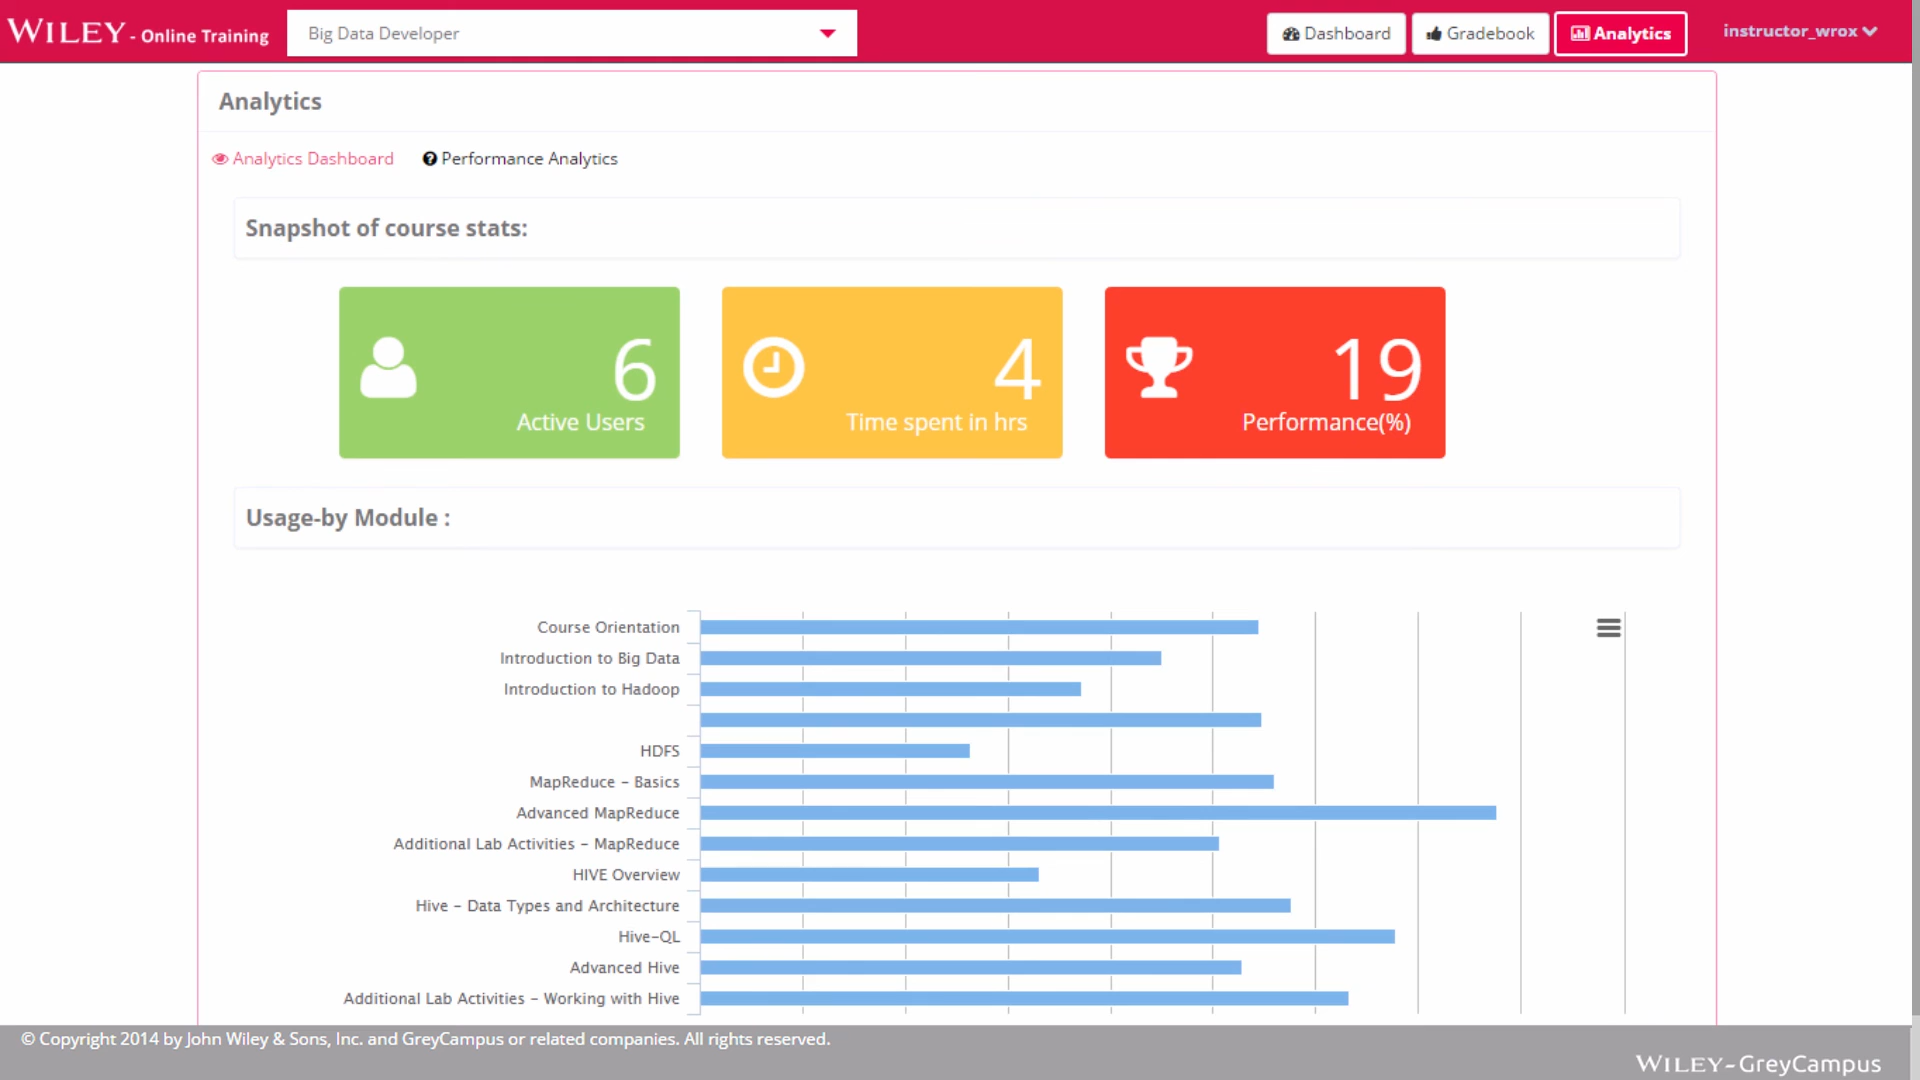 WILEY - Online Training
Big Data Developer
Dashboard
Gradebook
Analytics
instructor_wrox
Analytics
Analytics Dashboard
Performance Analytics
Snapshot of course stats:
6
Active Users
4
Time spent in hrs
19
Performance(%)
Usage-by Module :
Course Orientation
Introduction to Big Data
Introduction to Hadoop
HDFS
MapReduce - Basics
Advanced MapReduce
Additional Lab Activities - MapReduce
HIVE Overview
Hive - Data Types and Architecture
Hive-QL
Advanced Hive
Additional Lab Activities - Working with Hive
© Copyright 2014 by John Wiley & Sons, Inc. and GreyCampus or related companies. All rights reserved.
WILEY-GreyCampus